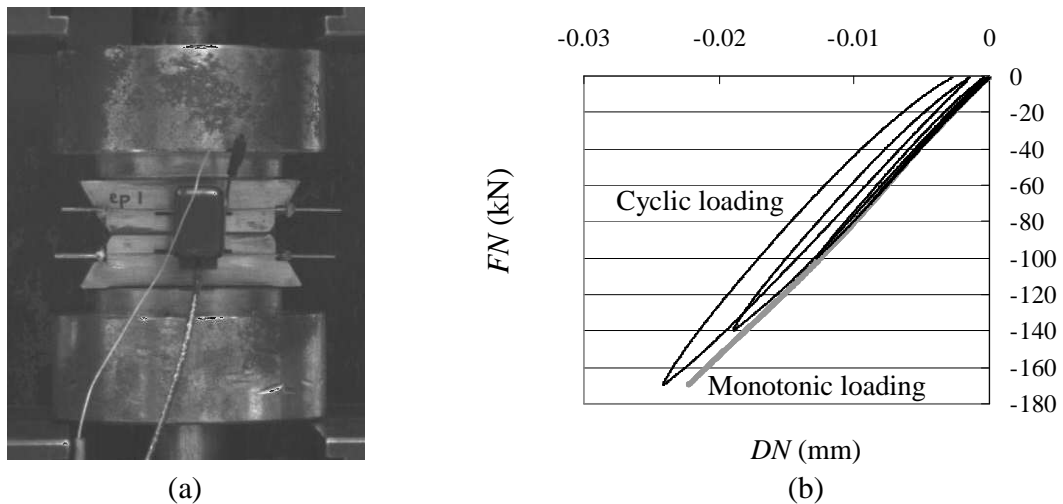 ep 1
(a)
-0.03 -0.02 -0.01 0
0
-20
-40
-60
-80
-100
-120
-140
-160
-180
FN (kN)
Cyclic loading
Monotonic loading
DN (mm)
(b)